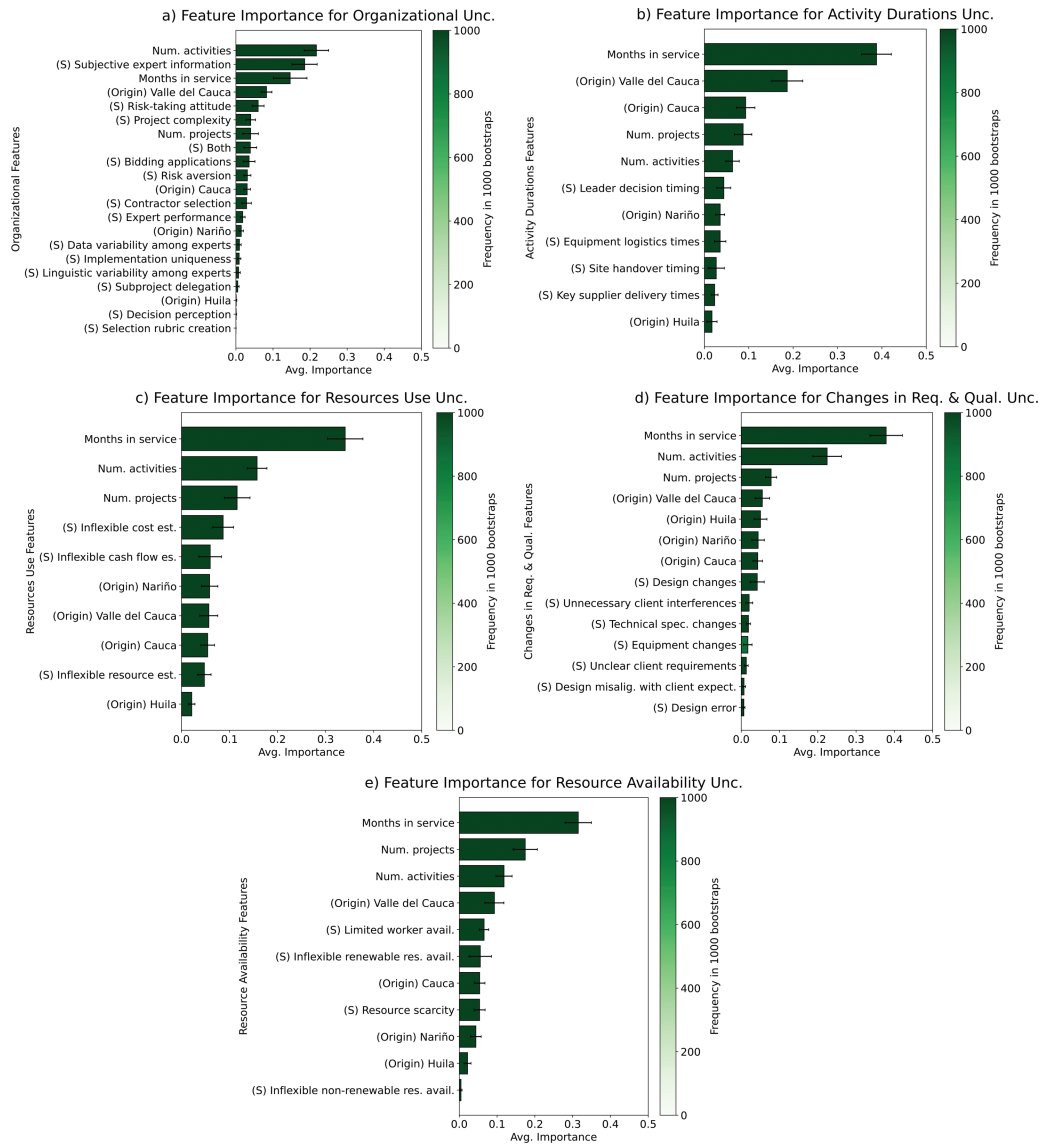 a) Feature Importance for Organizational Unc.
Organizational Features
Num. activities
(S) Subjective expert information
Months in service
(Origin) Valle del Cauca
(S) Risk-taking attitude
(S) Project complexity
Num. projects
(S) Both
(S) Bidding applications
(S) Risk aversion
(Origin) Cauca
(S) Contractor selection
(S) Expert performance
(Origin) Nariño
(S) Data variability among experts
(S) Implementation uniqueness
(S) Linguistic variability among experts
(S) Subproject delegation
(Origin) Huila
(S) Decision perception
(S) Selection rubric creation
0.0 0.1 0.2 0.3 0.4 0.5
Avg. Importance
1000
800
600
400
200
0
Frequency in 1000 bootstraps
b) Feature Importance for Activity Durations Unc.
Activity Durations Features
Months in service
(Origin) Valle del Cauca
(Origin) Cauca
Num. projects
Num. activities
(S) Leader decision timing
(Origin) Nariño
(S) Equipment logistics times
(S) Site handover timing
(S) Key supplier delivery times
(Origin) Huila
0.0 0.1 0.2 0.3 0.4 0.5
Avg. Importance
1000
800
600
400
200
0
Frequency in 1000 bootstraps
c) Feature Importance for Resources Use Unc.
Resources Use Features
Months in service
Num. activities
Num. projects
(S) Inflexible cost est.
(S) Inflexible cash flow es.
(Origin) Nariño
(Origin) Valle del Cauca
(Origin) Cauca
(S) Inflexible resource est.
(Origin) Huila
0.0 0.1 0.2 0.3 0.4 0.5
Avg. Importance
1000
800
600
400
200
0
Frequency in 1000 bootstraps
d) Feature Importance for Changes in Req. & Qual. Unc.
Changes in Req. & Qual. Features
Months in service
Num. activities
Num. projects
(Origin) Valle del Cauca
(Origin) Huila
(Origin) Nariño
(Origin) Cauca
(S) Design changes
(S) Unnecessary client interferences
(S) Technical spec. changes
(S) Equipment changes
(S) Unclear client requirements
(S) Design misalig. with client expect.
(S) Design error
0.0 0.1 0.2 0.3 0.4 0.5
Avg. Importance
1000
800
600
400
200
0
Frequency in 1000 bootstraps
e) Feature Importance for Resource Availability Unc.
Resource Availability Features
Months in service
Num. projects
Num. activities
(Origin) Valle del Cauca
(S) Limited worker avail.
(S) Inflexible renewable res. avail.
(Origin) Cauca
(S) Resource scarcity
(Origin) Nariño
(Origin) Huila
(S) Inflexible non-renewable res. avail.
0.0 0.1 0.2 0.3 0.4 0.5
Avg. Importance
1000
800
600
400
200
0
Frequency in 1000 bootstraps